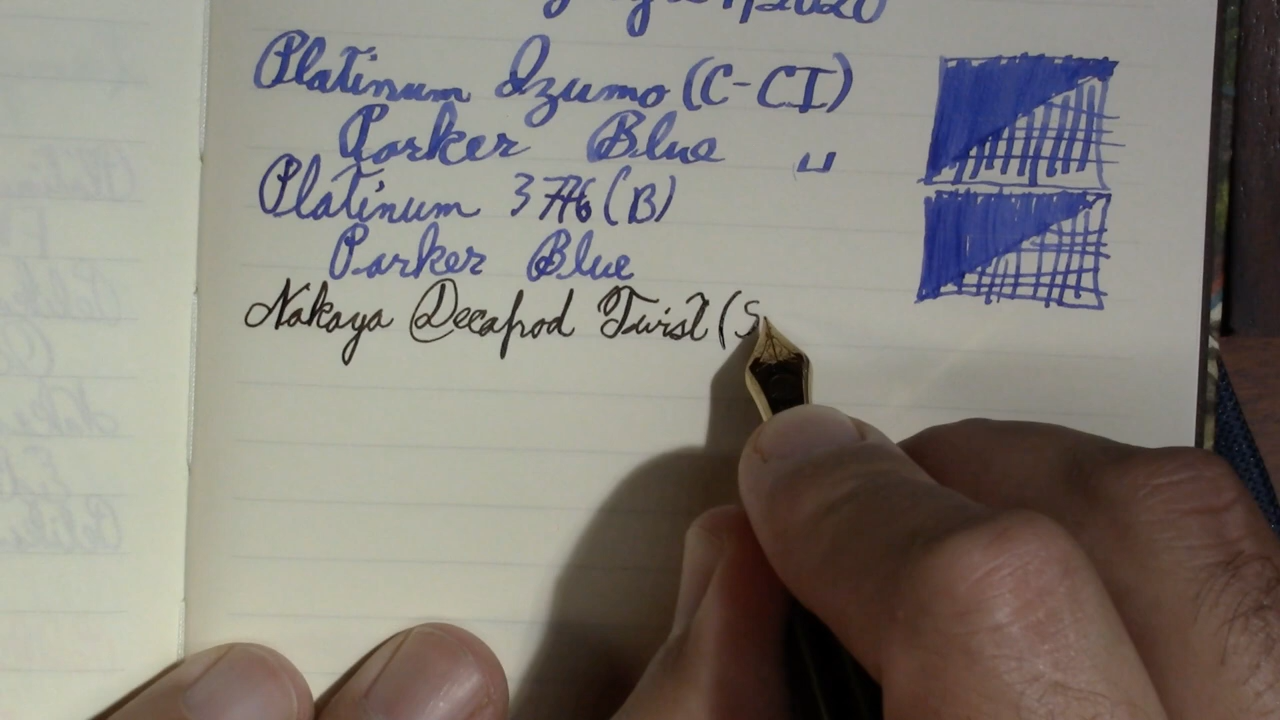 Platinum Izumo (C-CI)
Parker Blue "
Platinum 3776 (B)
Parker Blue
Nakaya Decapod Twist (S